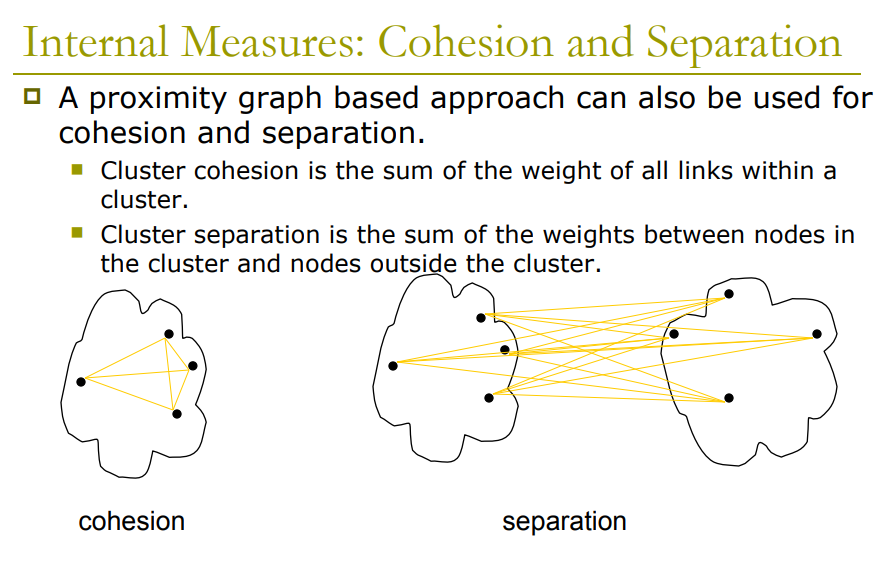 Internal Measures: Cohesion and Separation
A proximity graph based approach can also be used for
cohesion and separation.
Cluster cohesion is the sum of the weight of all links within a
cluster.
Cluster separation is the sum of the weights between nodes in
the cluster and nodes outside the cluster.
cohesion
separation